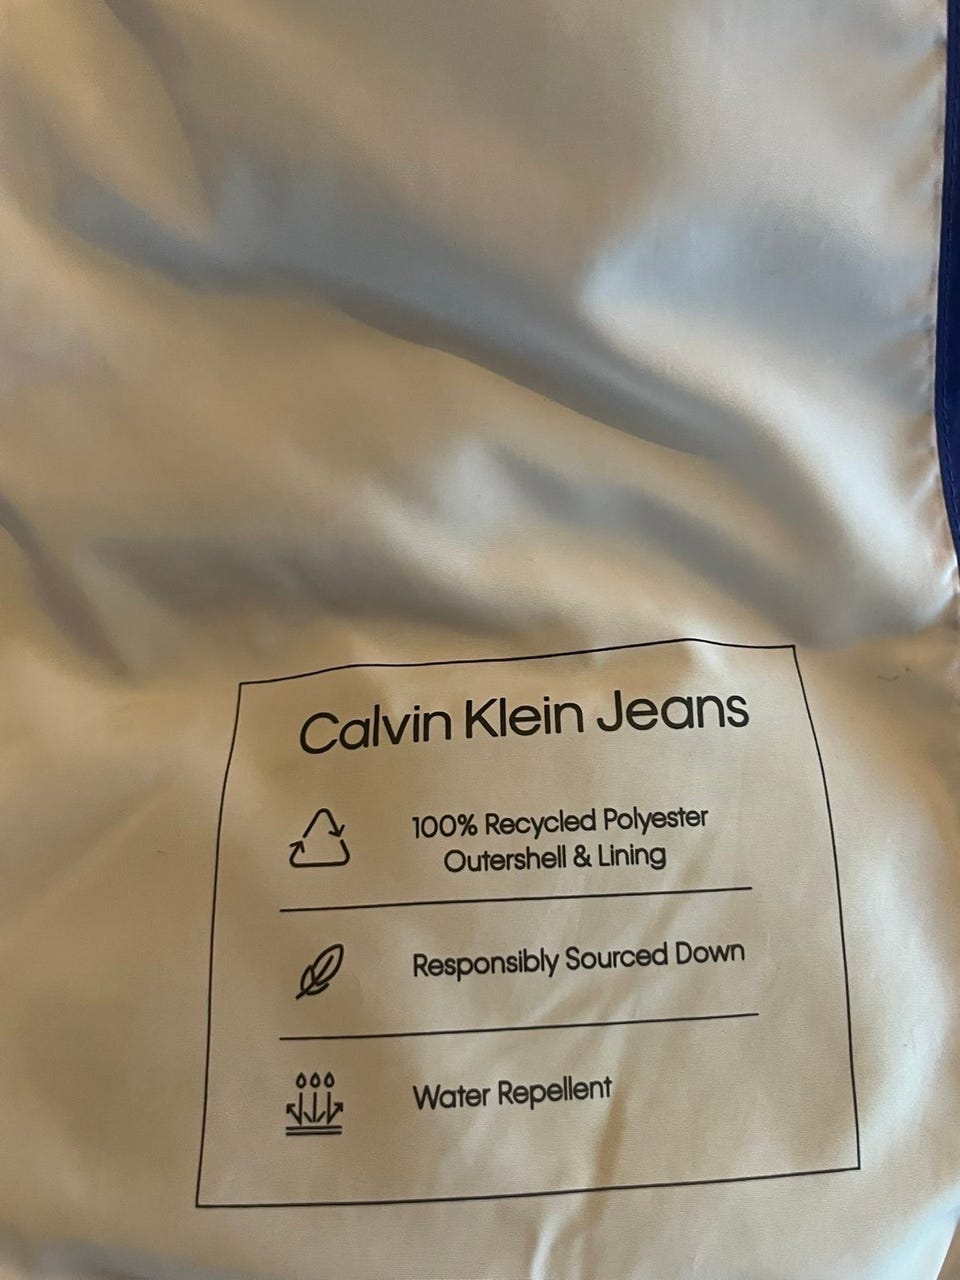 Calvin Klein Jeans
100% Recycled Polyester
Outershell & Lining
Responsibly Sourced Down
Water Repellent